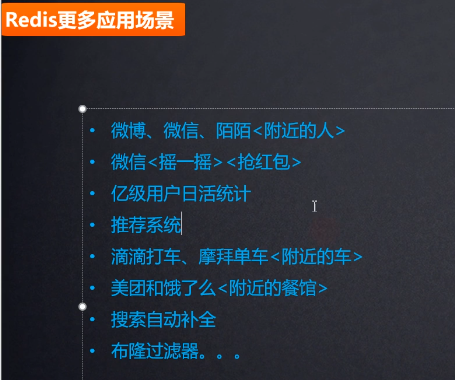 Redis更多应用场景
• 微博、微信、陌陌<附近的人>
• 微信<摇一摇><抢红包>
• 亿级用户日活统计
• 推荐系统
• 滴滴打车、摩拜单车<附近的车>
• 美团和饿了么<附近的餐馆>
• 搜索自动补全
• 布隆过滤器。。。